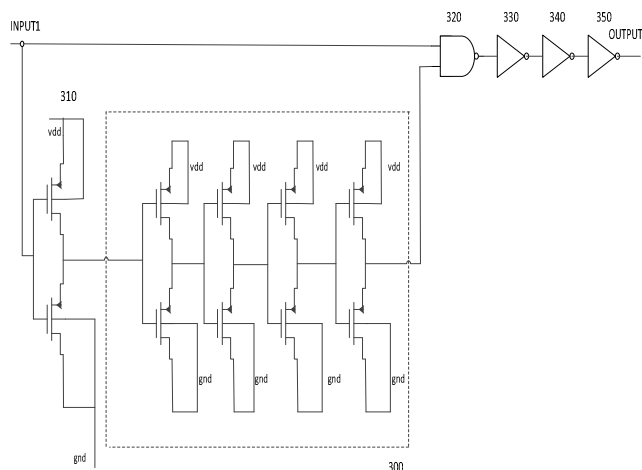 320 330 340 350
INPUT1
OUTPUT
310
vdd
vdd vdd vdd vdd
gnd gnd gnd gnd
gnd
300